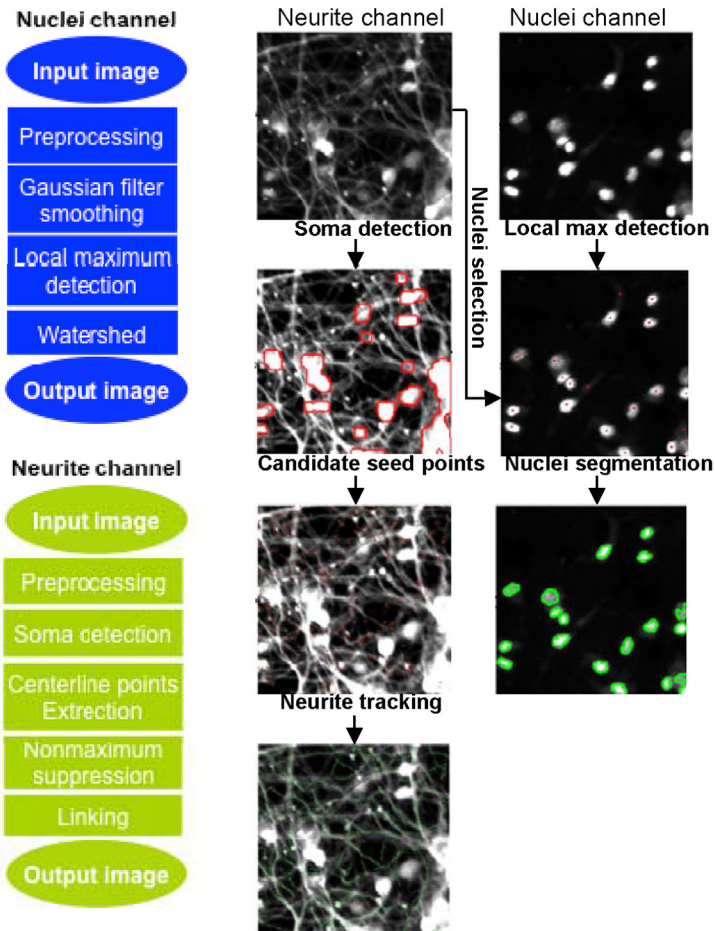 Nuclei channel
Input image
Preprocessing
Gaussian filter
smoothing
Local maximum
detection
Watershed
Output image
Neurite channel
Input image
Preprocessing
Soma detection
Centerline points
Extrection
Nonmaximum
suppression
Linking
Output image
Neurite channel
Soma detection
Candidate seed points
Neurite tracking
Nuclei selection
Nuclei channel
Local max detection
Nuclei segmentation